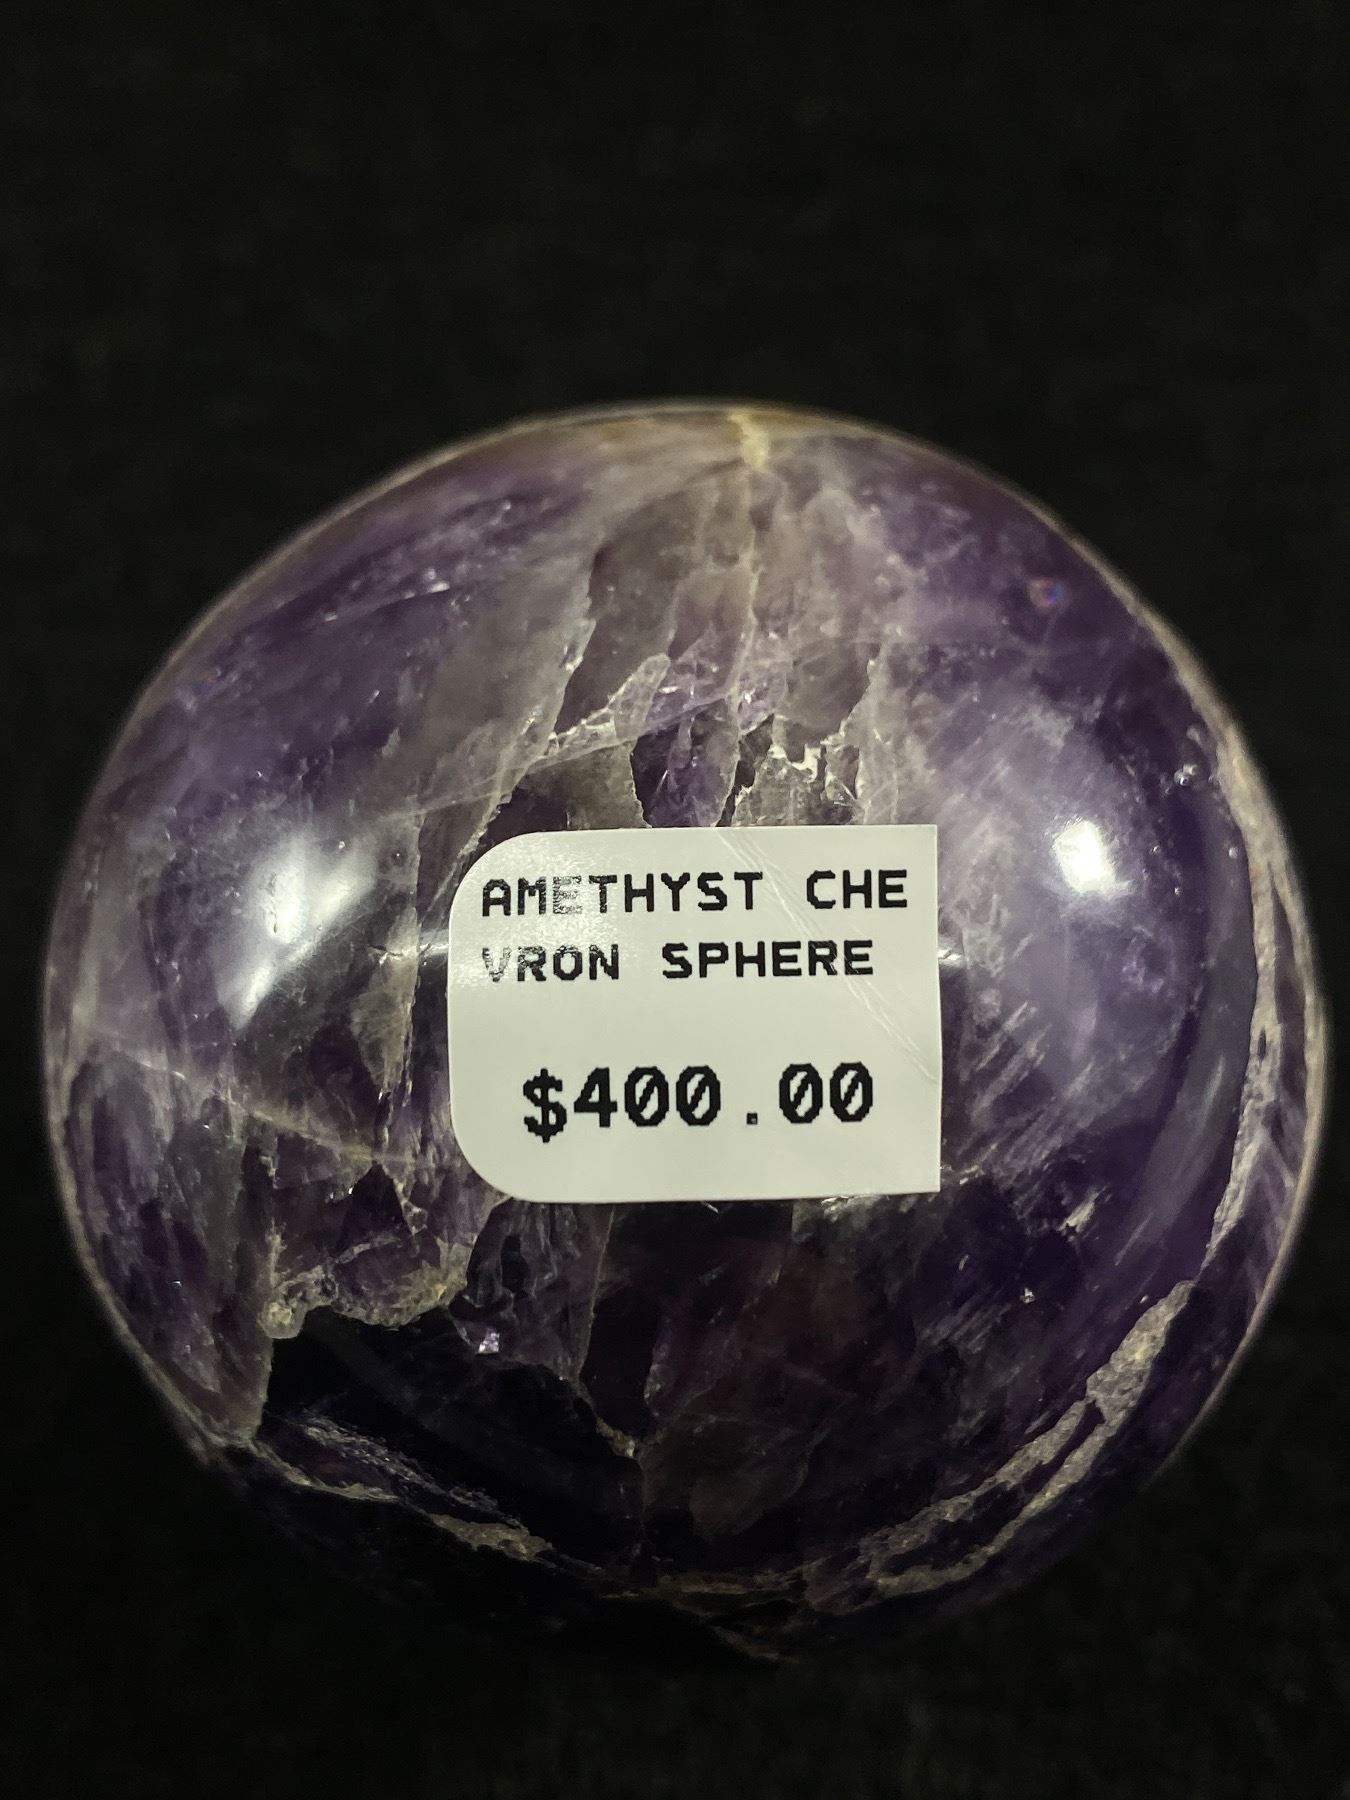 AMETHYST CHE
VRON SPHERE
$400.00